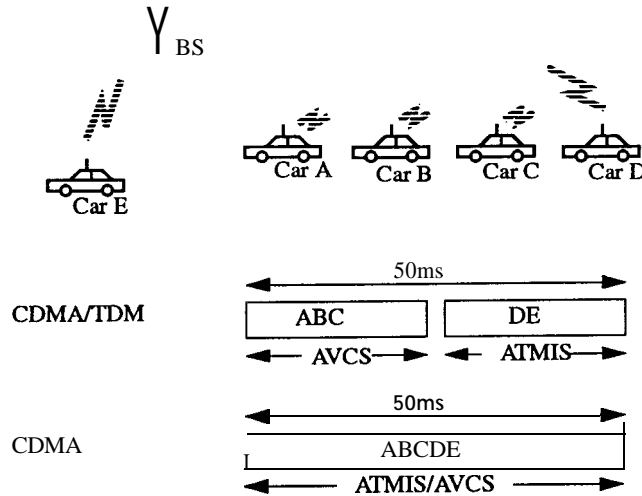 BS
Car A
Car B
Car C
Car D
Car E
50ms
CDMA/TDM
ABC
DE
AVCS
ATMIS
50ms
CDMA
ABCDE
ATMIS/AVCS